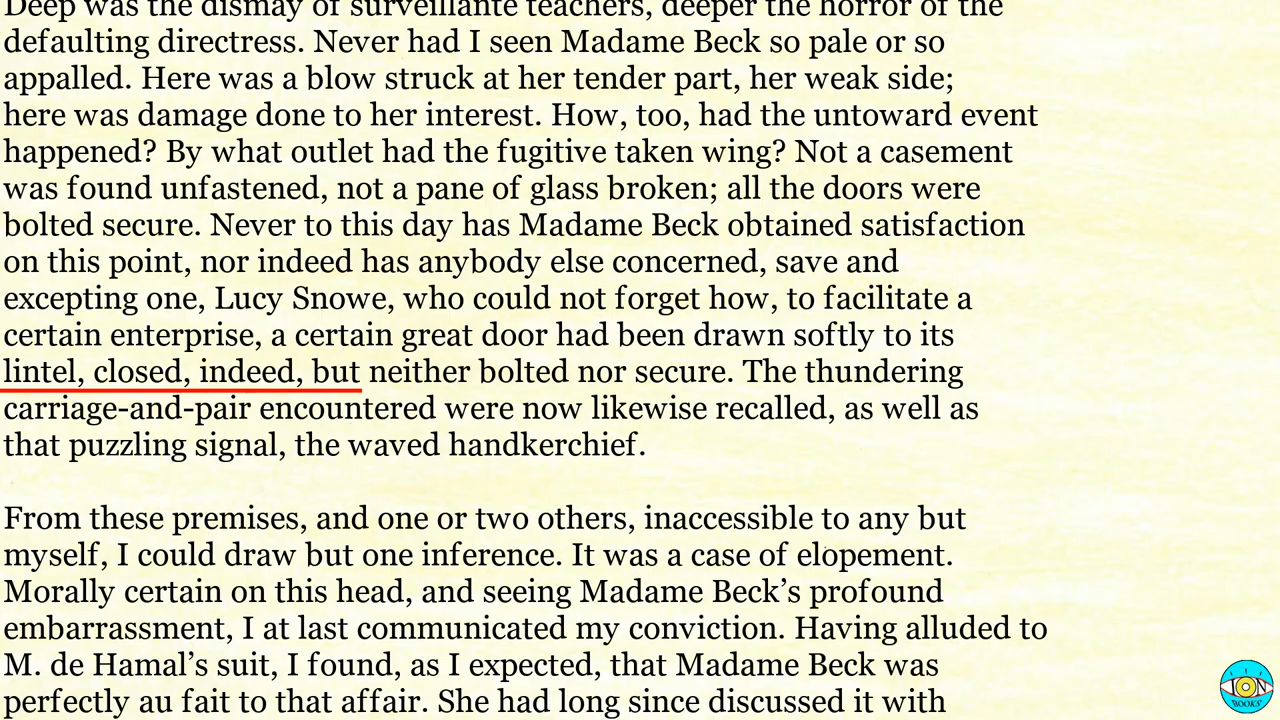 Deep was the dismay of surveillante teachers, deeper the horror of the
defaulting directress. Never had I seen Madame Beck so pale or so
appalled. Here was a blow struck at her tender part, her weak side;
here was damage done to her interest. How, too, had the untoward event
happened? By what outlet had the fugitive taken wing? Not a casement
was found unfastened, not a pane of glass broken; all the doors were
bolted secure. Never to this day has Madame Beck obtained satisfaction
on this point, nor indeed has anybody else concerned, save and
excepting one, Lucy Snowe, who could not forget how, to facilitate a
certain enterprise, a certain great door had been drawn softly to its
lintel, closed, indeed, but neither bolted nor secure. The thundering
carriage-and-pair encountered were now likewise recalled, as well as
that puzzling signal, the waved handkerchief.
From these premises, and one or two others, inaccessible to any but
myself, I could draw but one inference. It was a case of elopement.
Morally certain on this head, and seeing Madame Beck’s profound
embarrassment, I at last communicated my conviction. Having alluded to
M. de Hamal’s suit, I found, as I expected, that Madame Beck was
perfectly au fait to that affair. She had long since discussed it with
ION
BOOKS